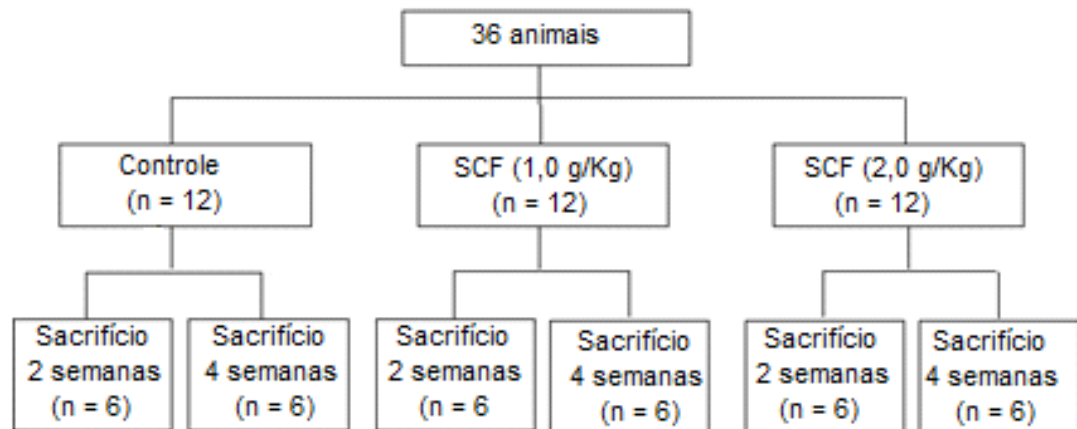 36 animais
Controle
(n = 12)
SCF (1,0 g/Kg)
(n = 12)
SCF (2,0 g/Kg)
(n = 12)
Sacrifício
2 semanas
(n = 6)
Sacrifício
4 semanas
(n = 6)
Sacrifício
2 semanas
(n = 6
Sacrifício
4 semanas
(n = 6)
Sacrifício
2 semanas
(n = 6)
Sacrifício
4 semanas
(n = 6)